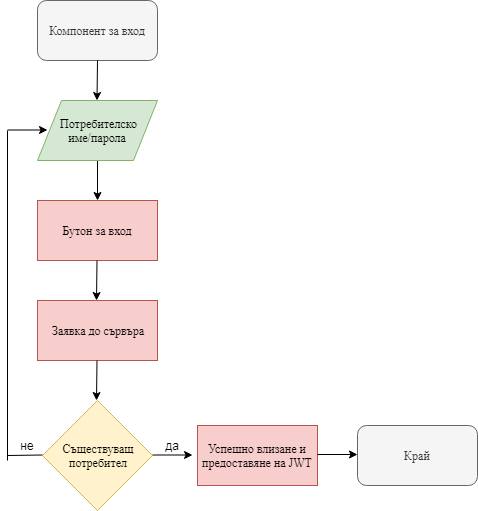 Компонент за вход
Потребителско
име/парола
Бутон за вход
Заявка до сървъра
Съществуващ
потребител
не
да
Успешно влизане и
предоставяне на JWT
Край